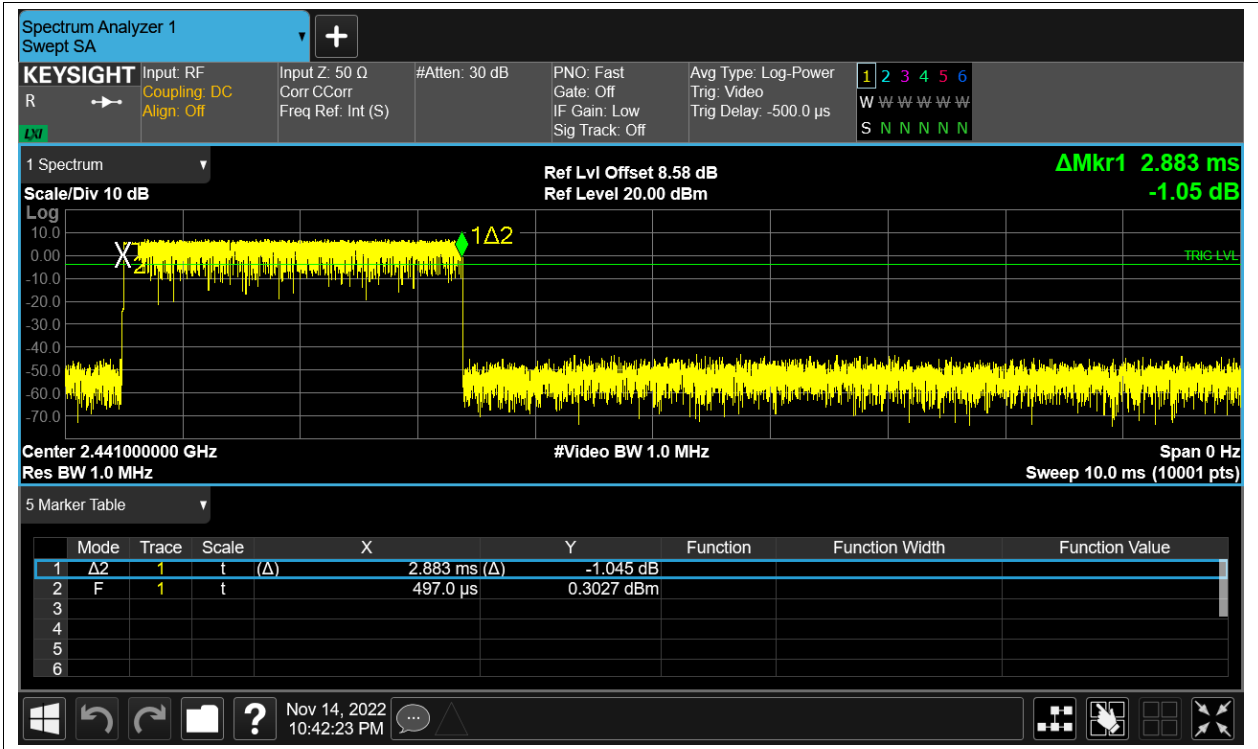 Spectrum Analyzer 1
Swept SA
KEYSIGHT
R
LXI
Input: RF
Coupling: DC
Align: Off
Input Z: 50 Ω
Corr CCorr
Freq Ref: Int (S)
#Atten: 30 dB
PNO: Fast
Gate: Off
IF Gain: Low
Sig Track: Off
Avg Type: Log-Power
Trig: Video
Trig Delay: -500.0 µs
1 2 3 4 5 6
W W W W W W
S N N N N N
1 Spectrum
Scale/Div 10 dB
Ref Lvl Offset 8.58 dB
Ref Level 20.00 dBm
ΔMkr1 2.883 ms
-1.05 dB
Log
10.0
0.00
-10.0
-20.0
-30.0
-40.0
-50.0
-60.0
-70.0
X
2
1Δ2
TRIG LVL
Center 2.441000000 GHz
#Video BW 1.0 MHz
Span 0 Hz
Res BW 1.0 MHz
Sweep 10.0 ms (10001 pts)
5 Marker Table
Mode Trace Scale X Y Function Function Width Function Value
1 Δ2 1 t (Δ) 2.883 ms (Δ) -1.045 dB
2 F 1 t 497.0 µs 0.3027 dBm
3
4
5
6
?
Nov 14, 2022
10:42:23 PM